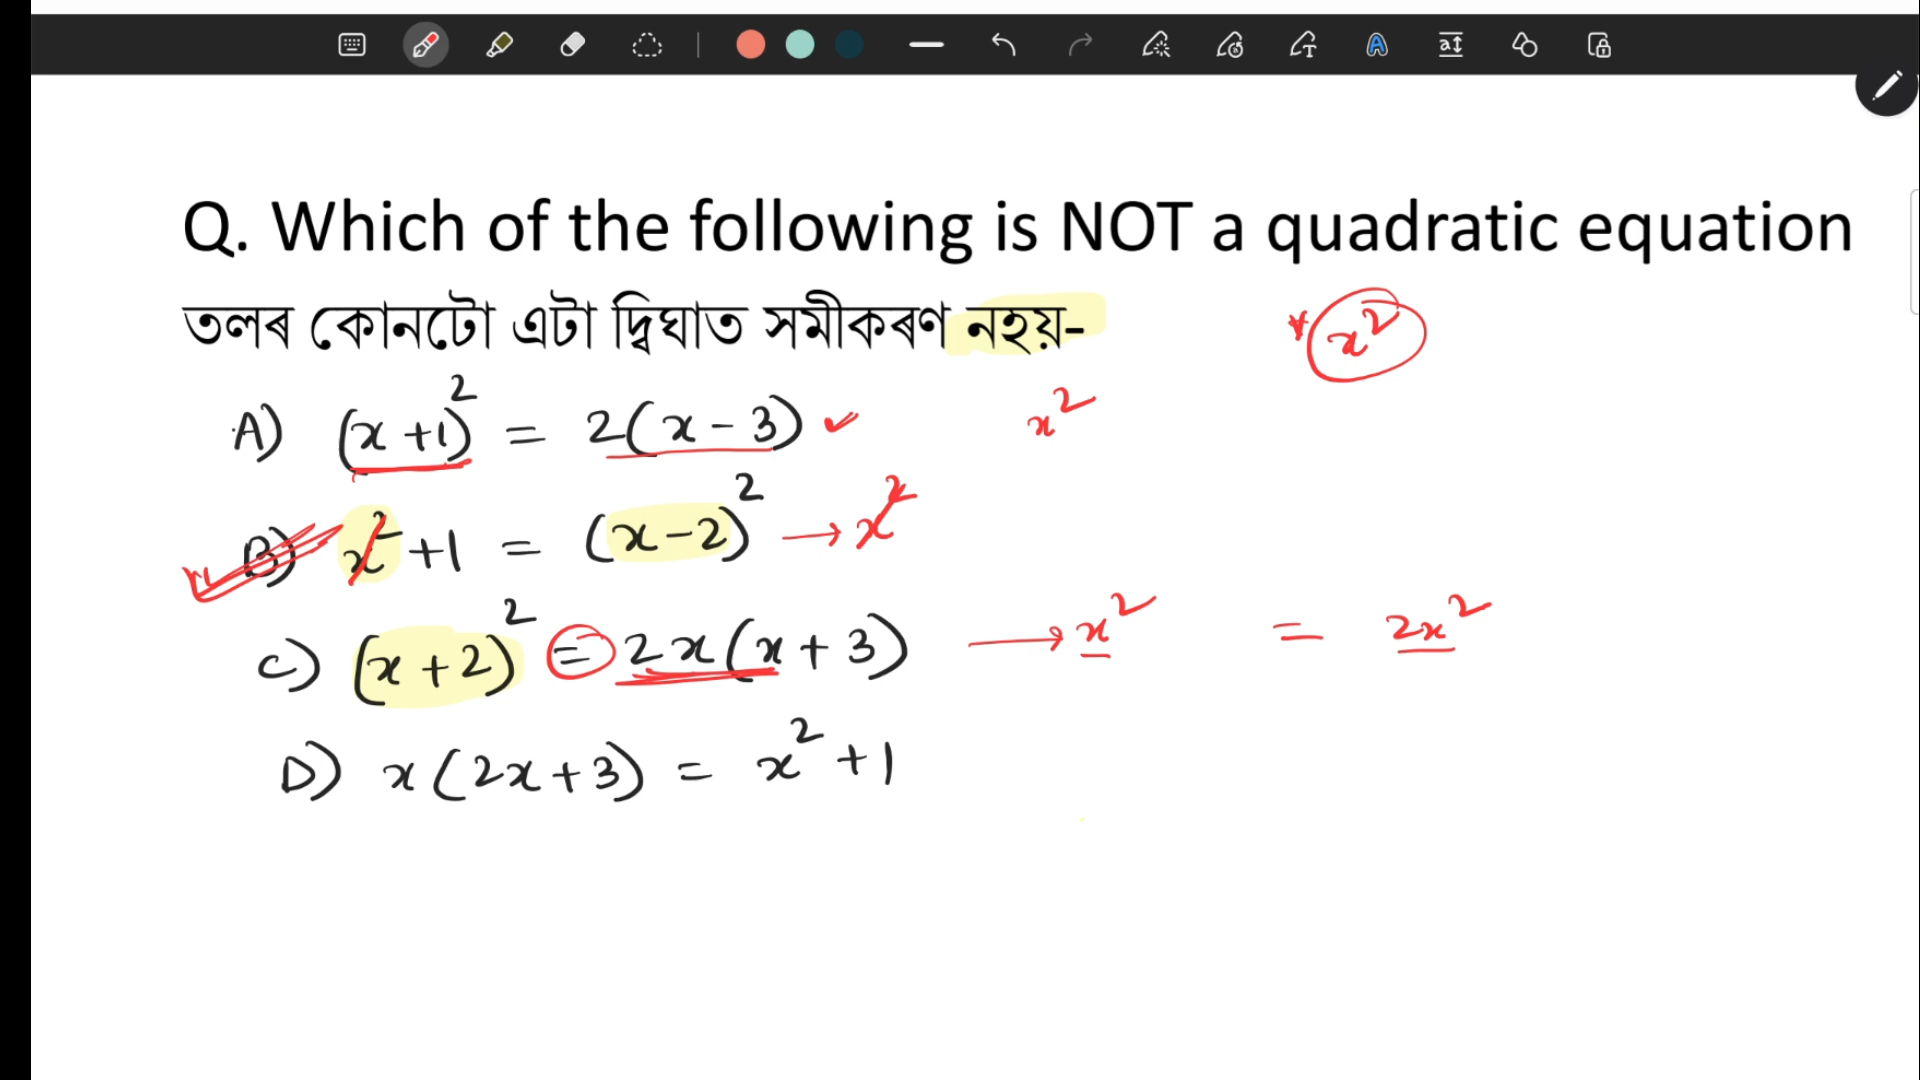 Q. Which of the following is NOT a quadratic equation
তলৰ কোনটো এটা দ্বিঘাত সমীকৰণ নহয়-
* x²
A) (x+1)² = 2(x-3) ✓ x²
B) x²+1 = (x-2)² → x²
C) (x+2)² = 2x(x+3) → x² = 2x²
D) x(2x+3) = x²+1